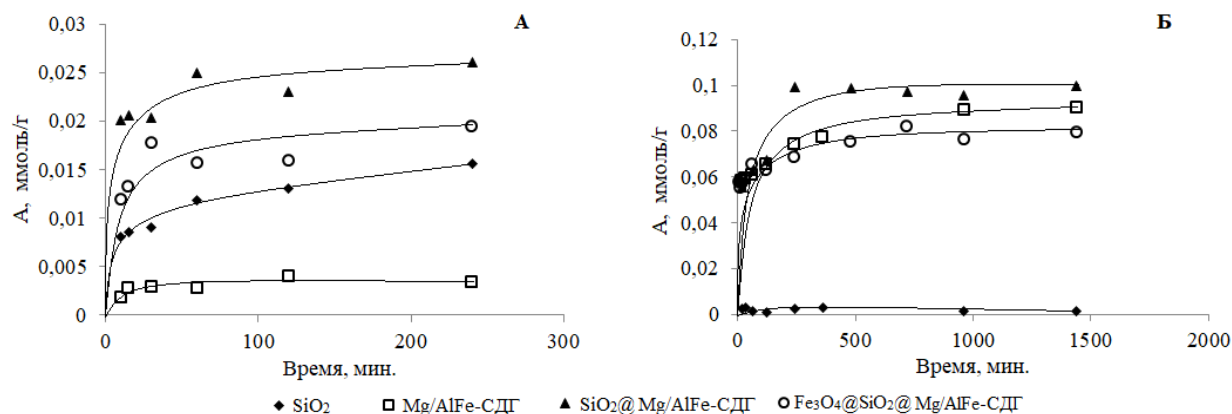 А
0,03
0,025
0,02
0,015
0,01
0,005
0
А, ммоль/г
0 100 200 300
Время, мин.
Б
0,12
0,1
0,08
0,06
0,04
0,02
0
А, ммоль/г
0 500 1000 1500 2000
Время, мин.
SiO₂ Mg/AlFe-СДГ SiO₂@Mg/AlFe-СДГ Fe₃O₄@SiO₂@Mg/AlFe-СДГ